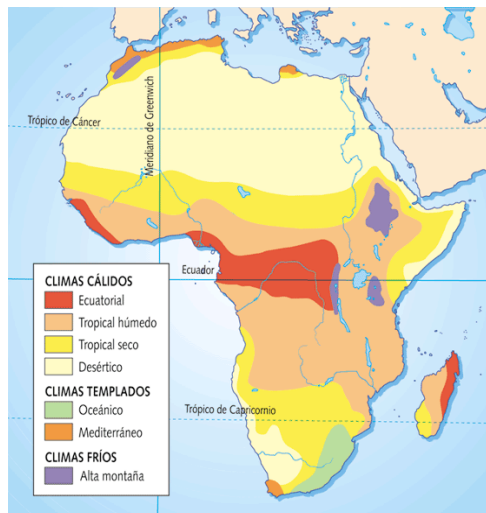 Trópico de Cáncer
Meridiano de Greenwich
Ecuador
CLIMAS CÁLIDOS
Ecuatorial
Tropical húmedo
Tropical seco
Desértico
CLIMAS TEMPLADOS
Oceánico
Mediterráneo
CLIMAS FRÍOS
Alta montaña
Trópico de Capricornio